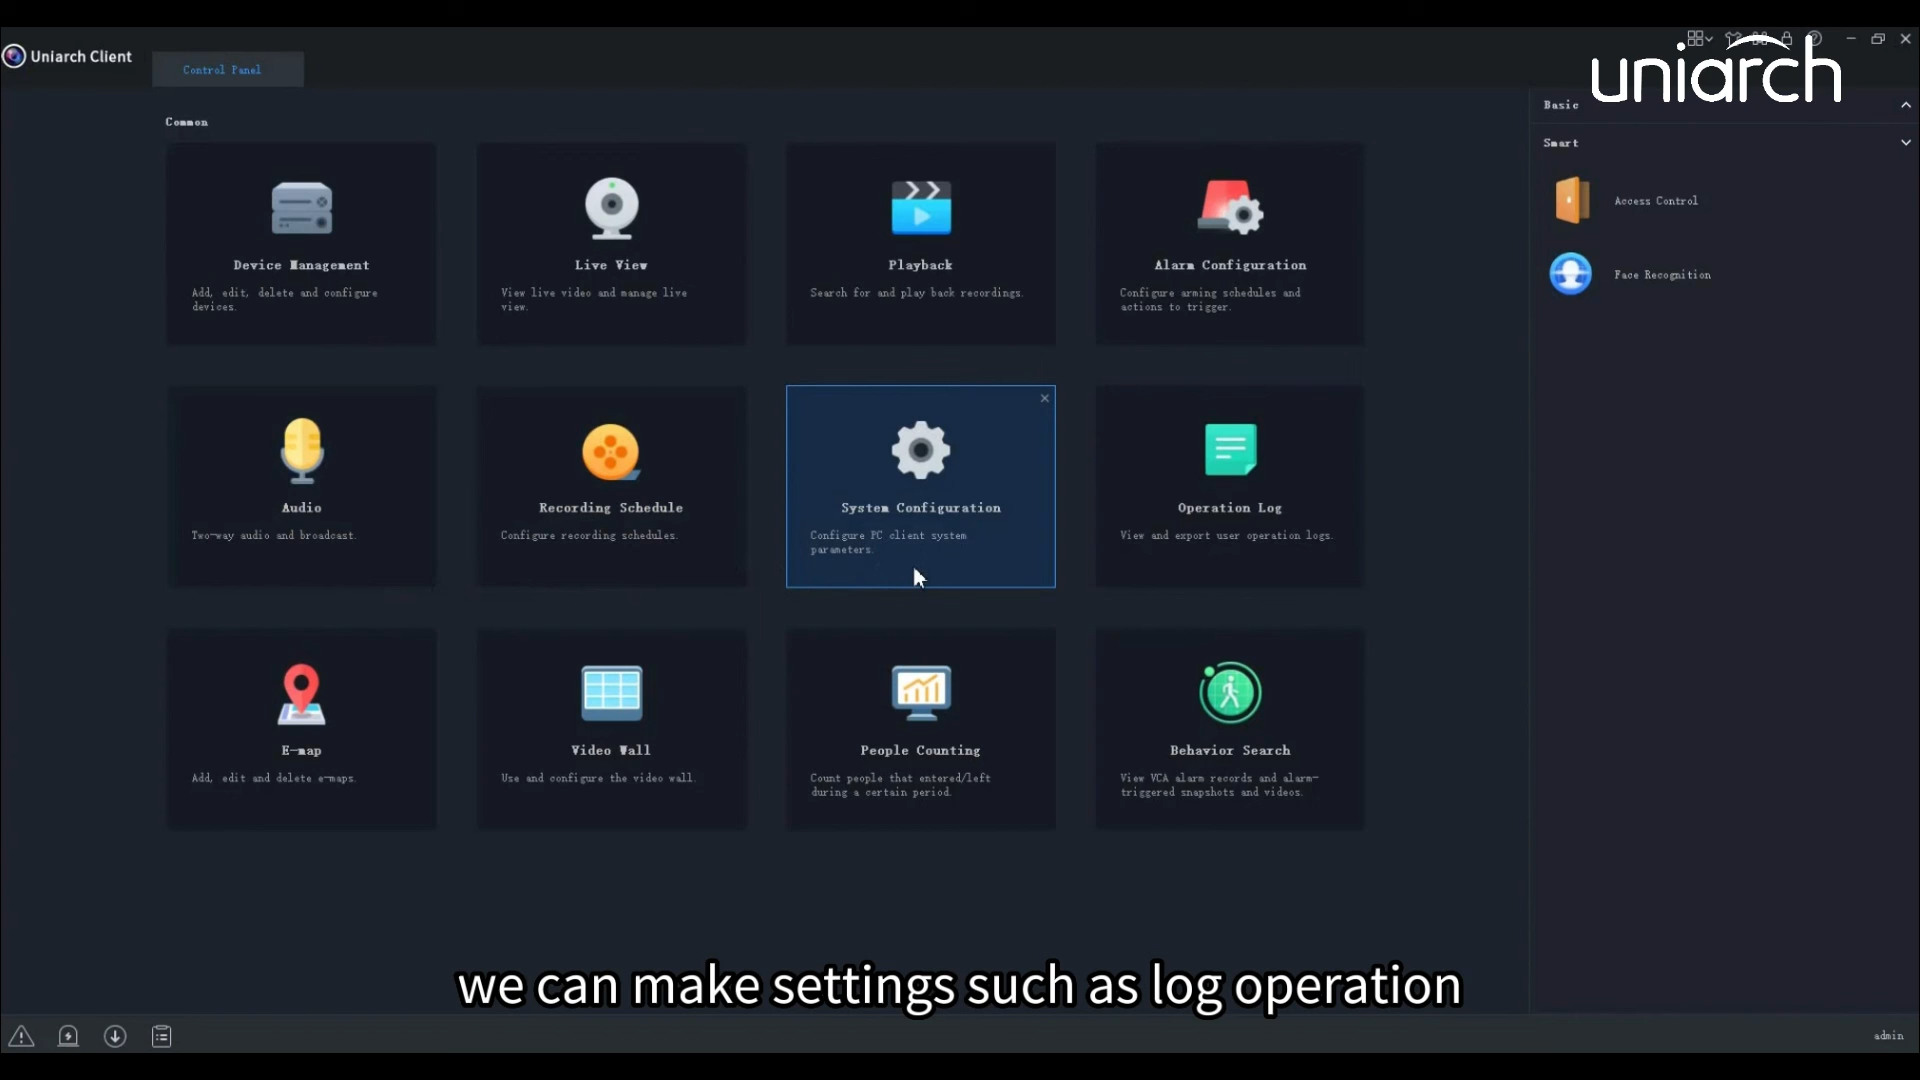 Uniarch Client
Control Panel
uniarch
Common
Device Management
Add, edit, delete and configure
devices.
Live View
View live video and manage live
view.
Playback
Search for and play back recordings.
Alarm Configuration
Configure arming schedules and
actions to trigger.
Audio
Two-way audio and broadcast.
Recording Schedule
Configure recording schedules.
System Configuration
Configure PC client system
parameters.
Operation Log
View and export user operation logs.
E-map
Add, edit and delete e-maps.
Video Wall
Use and configure the video wall.
People Counting
Count people that entered/left
during a certain period.
Behavior Search
View VCA alarm records and alarm-
triggered snapshots and videos.
Basic
Smart
Access Control
Face Recognition
we can make settings such as log operation
admin